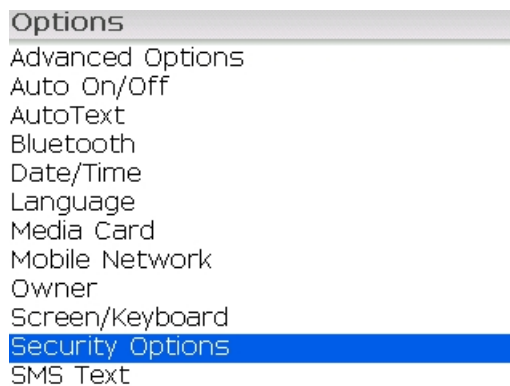 Options
Advanced Options
Auto On/Off
AutoText
Bluetooth
Date/Time
Language
Media Card
Mobile Network
Owner
Screen/Keyboard
Security Options
SMS Text